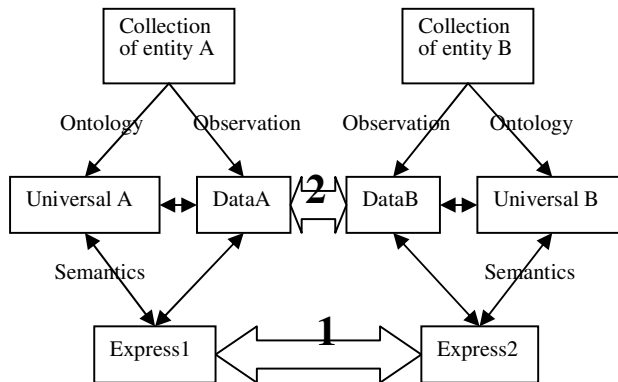 Collection
of entity A
Collection
of entity B
Ontology
Observation
Observation
Ontology
Universal A
DataA
2
DataB
Universal B
Semantics
Semantics
Express1
1
Express2